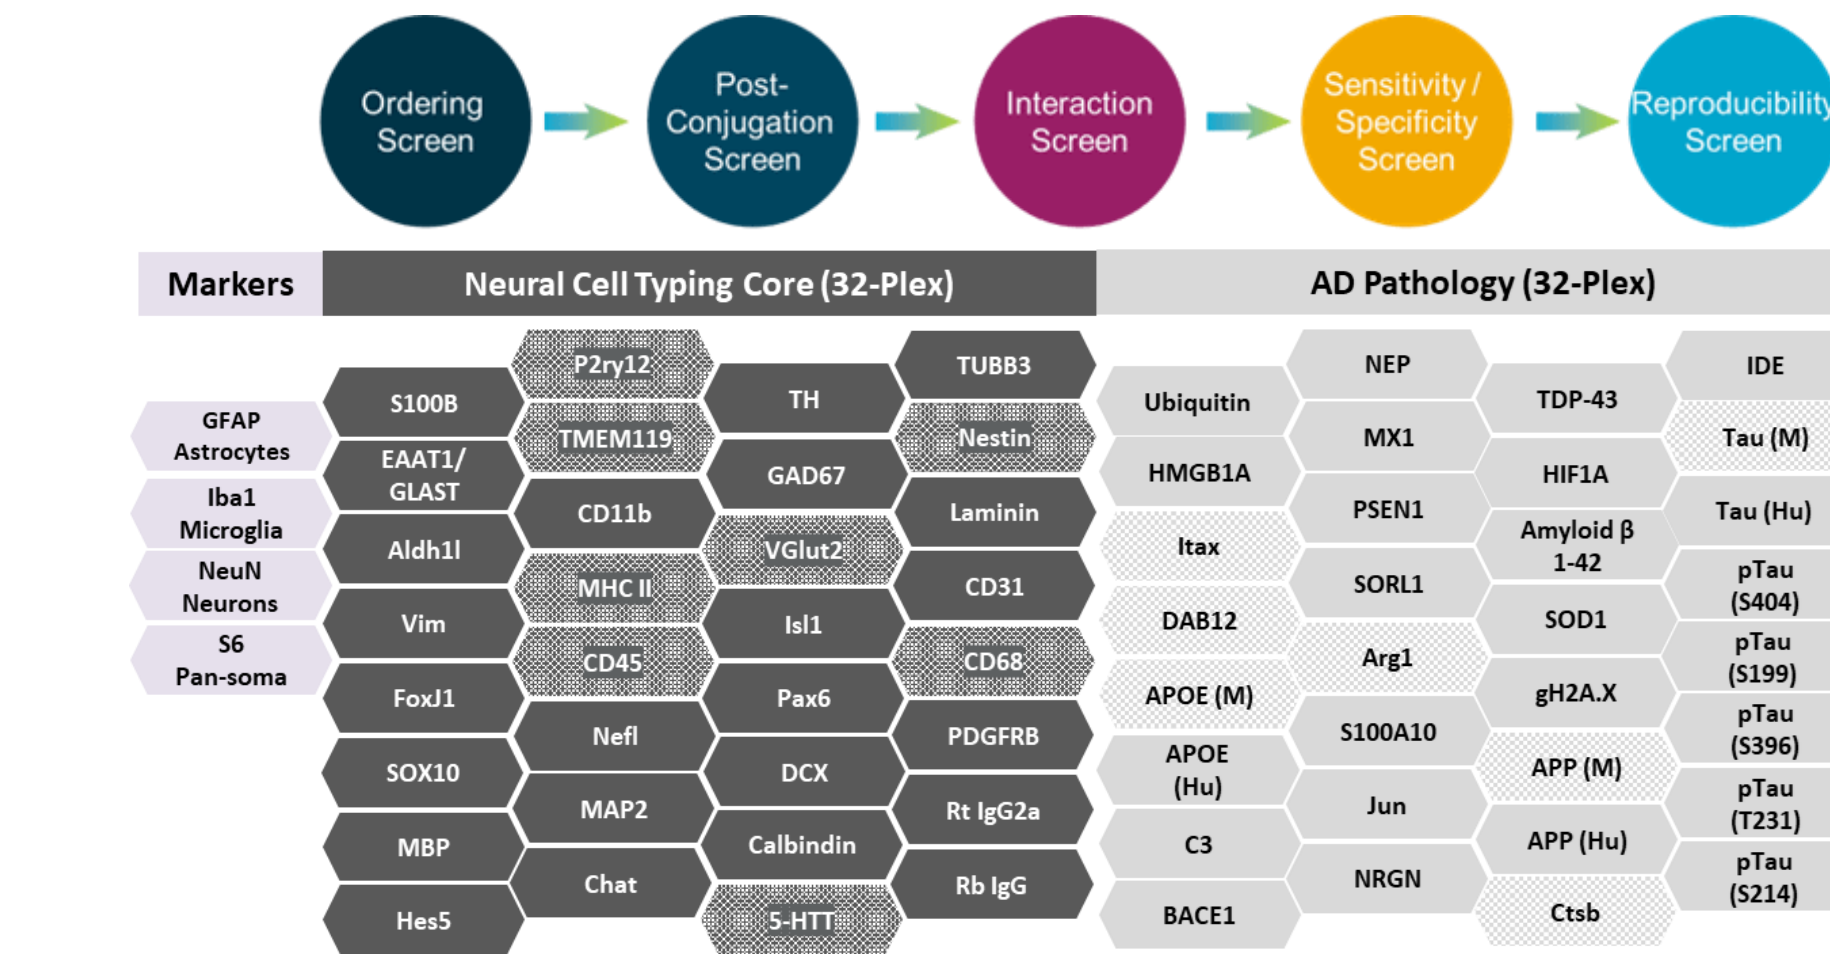 Ordering
Screen
Post-
Conjugation
Screen
Interaction
Screen
Sensitivity /
Specificity
Screen
Reproducibility
Screen
Markers
Neural Cell Typing Core (32-Plex)
AD Pathology (32-Plex)
GFAP
Astrocytes
Iba1
Microglia
NeuN
Neurons
S6
Pan-soma
S100B
EAAT1/
GLAST
Aldh1l
Vim
FoxJ1
SOX10
MBP
Hes5
P2ry12
TMEM119
CD11b
MHC II
CD45
Nefl
MAP2
Chat
TH
GAD67
VGlut2
Isl1
Pax6
DCX
Calbindin
5-HTT
TUBB3
Nestin
Laminin
CD31
CD68
PDGFRB
Rt IgG2a
Rb IgG
Ubiquitin
HMGB1A
Itax
DAB12
APOE (M)
APOE
(Hu)
C3
BACE1
NEP
MX1
PSEN1
SORL1
Arg1
S100A10
Jun
NRGN
TDP-43
HIF1A
Amyloid β
1-42
SOD1
gH2A.X
APP (M)
APP (Hu)
Ctsb
IDE
Tau (M)
Tau (Hu)
pTau
(S404)
pTau
(S199)
pTau
(S396)
pTau
(T231)
pTau
(S214)